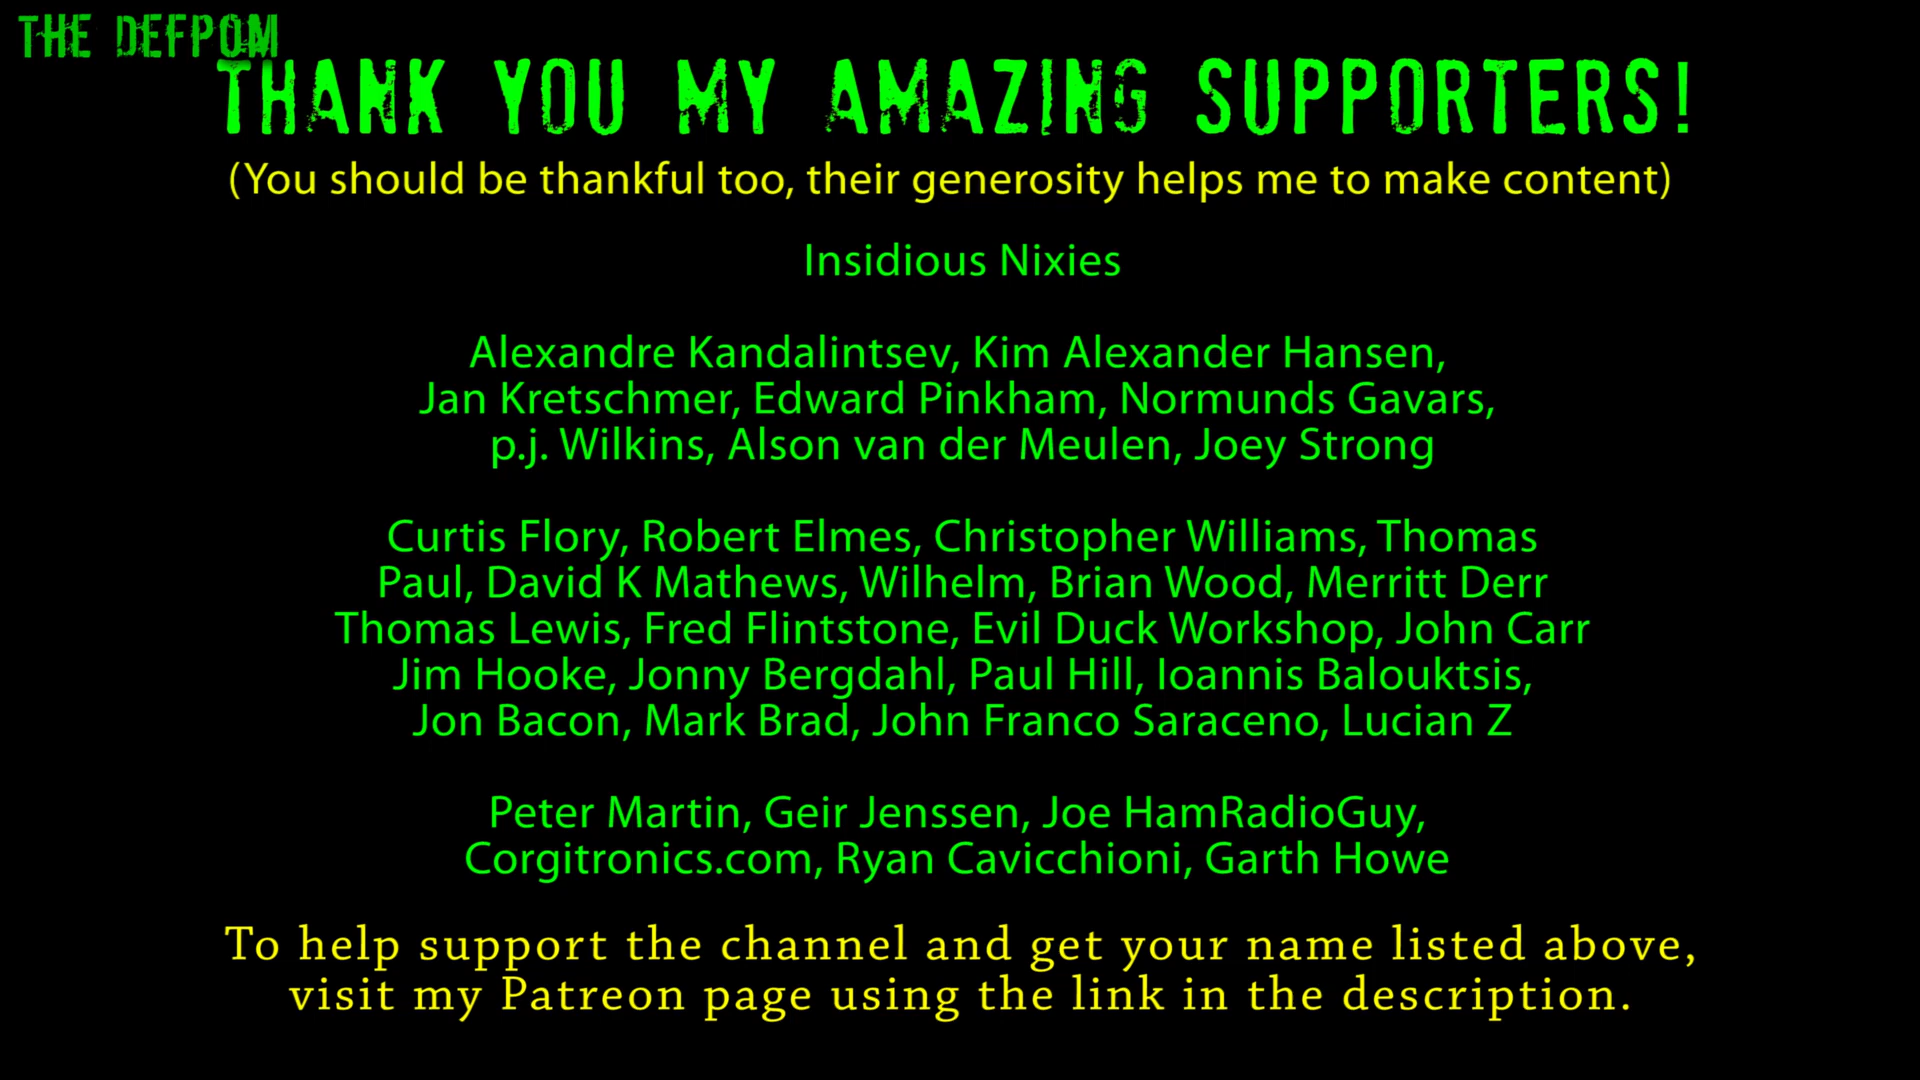 THE DEFPOM
THANK YOU MY AMAZING SUPPORTERS!
(You should be thankful too, their generosity helps me to make content)
Insidious Nixies
Alexandre Kandalintsev, Kim Alexander Hansen,
Jan Kretschmer, Edward Pinkham, Normunds Gavars,
p.j. Wilkins, Alson van der Meulen, Joey Strong
Curtis Flory, Robert Elmes, Christopher Williams, Thomas
Paul, David K Mathews, Wilhelm, Brian Wood, Merritt Derr
Thomas Lewis, Fred Flintstone, Evil Duck Workshop, John Carr
Jim Hooke, Jonny Bergdahl, Paul Hill, Ioannis Balouktsis,
Jon Bacon, Mark Brad, John Franco Saraceno, Lucian Z
Peter Martin, Geir Jenssen, Joe HamRadioGuy,
Corgitronics.com, Ryan Cavicchioni, Garth Howe
To help support the channel and get your name listed above,
visit my Patreon page using the link in the description.